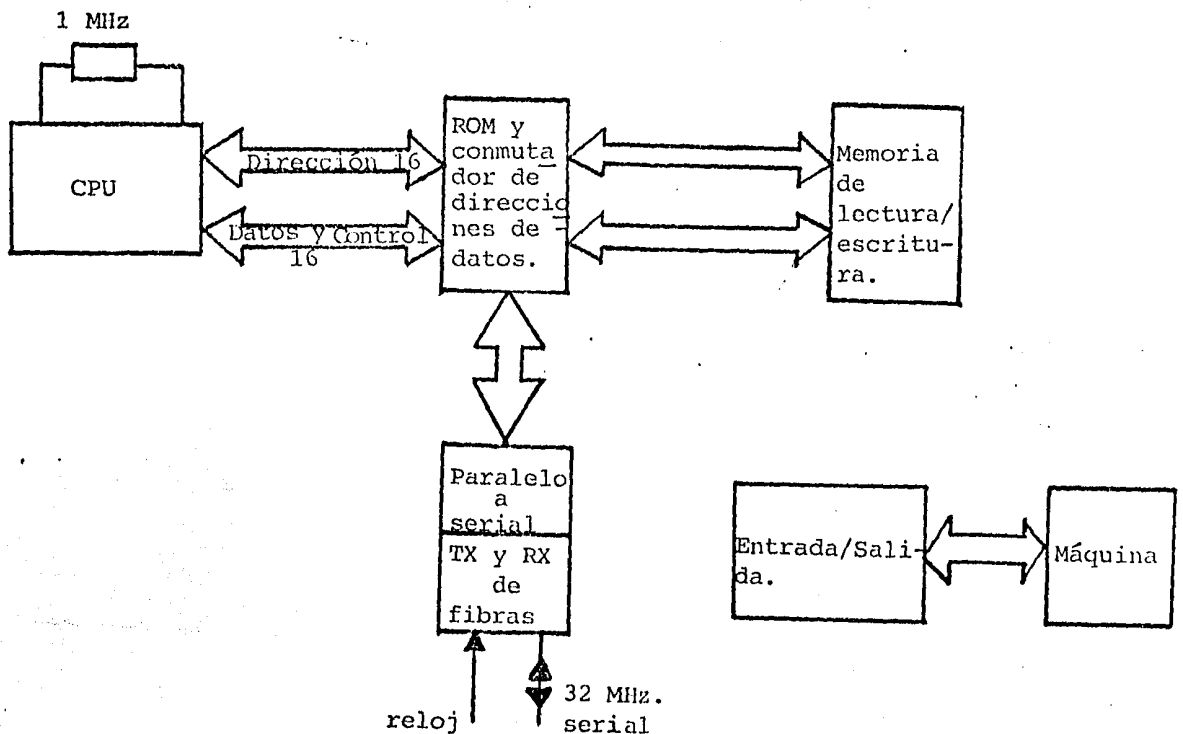 1 MHz
CPU
Dirección 16
Datos y Control
16
ROM y
conmuta
dor de
direccio
nes de
datos.
Memoria
de
lectura/
escritu-
ra.
Paralelo
a
serial
TX y RX
de
fibras
reloj
32 MHz.
serial
Entrada/Sali-
da.
Máquina